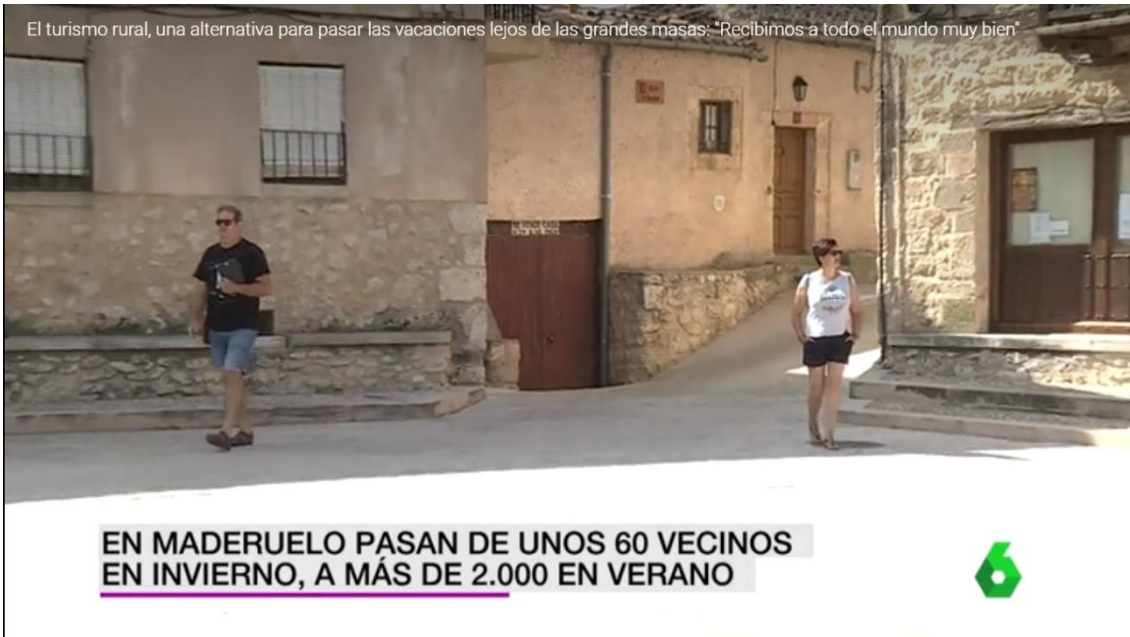 El turismo rural, una alternativa para pasar las vacaciones lejos de las grandes masas: "Recibimos a todo el mundo muy bien"
EN MADERUELO PASAN DE UNOS 60 VECINOS
EN INVIERNO, A MÁS DE 2.000 EN VERANO
6